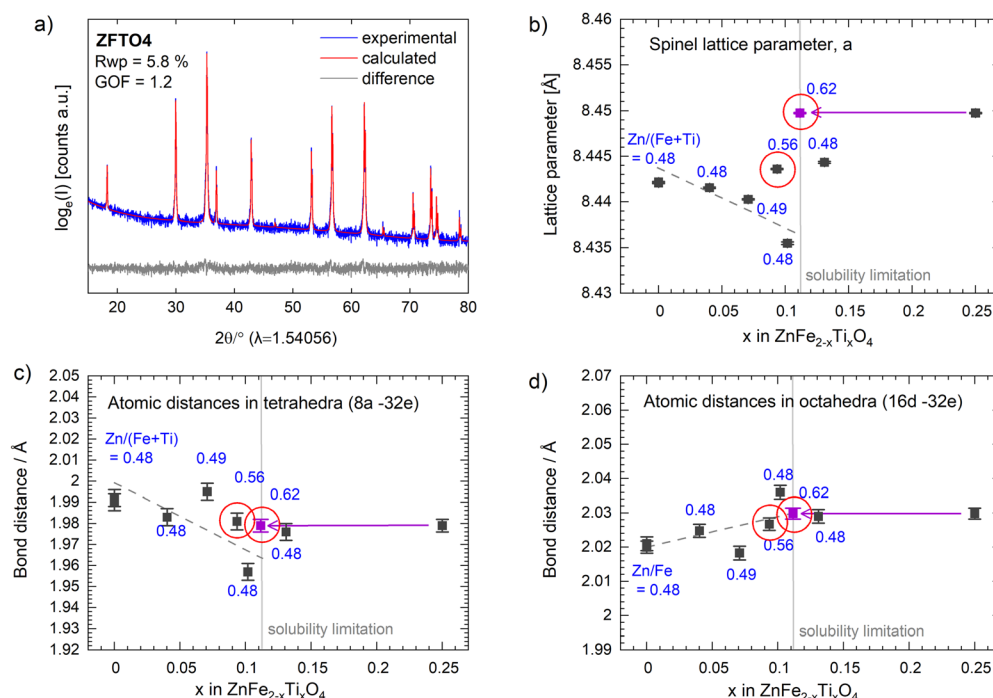 a)
ZFTO4
Rwp = 5.8 %
GOF = 1.2
experimental
calculated
difference
logₑ(I) [counts a.u.]
20 30 40 50 60 70 80
2θ/° (λ=1.54056)
b)
Spinel lattice parameter, a
8.46
8.455
8.45
8.445
8.44
8.435
8.43
Lattice parameter [Å]
Zn/(Fe+Ti)
= 0.48
0.48
0.49
0.48
0.56
0.62
0.48
solubility limitation
0 0.05 0.1 0.15 0.20 0.25
x in ZnFe₂₋ₓTiₓO₄
c)
Atomic distances in tetrahedra (8a -32e)
2.05
2.04
2.03
2.02
2.01
2
1.99
1.98
1.97
1.96
1.95
1.94
1.93
1.92
Bond distance / Å
Zn/(Fe+Ti)
= 0.48
0.48
0.49
0.48
0.56
0.62
0.48
solubility limitation
0 0.05 0.10 0.15 0.20 0.25
x in ZnFe₂₋ₓTiₓO₄
d)
Atomic distances in octahedra (16d -32e)
2.07
2.06
2.05
2.04
2.03
2.02
2.01
2
1.99
Bond distance / Å
Zn/Fe
= 0.48
0.48
0.49
0.48
0.56
0.62
0.48
solubility limitation
0 0.05 0.10 0.15 0.20 0.25
x in ZnFe₂₋ₓTiₓO₄